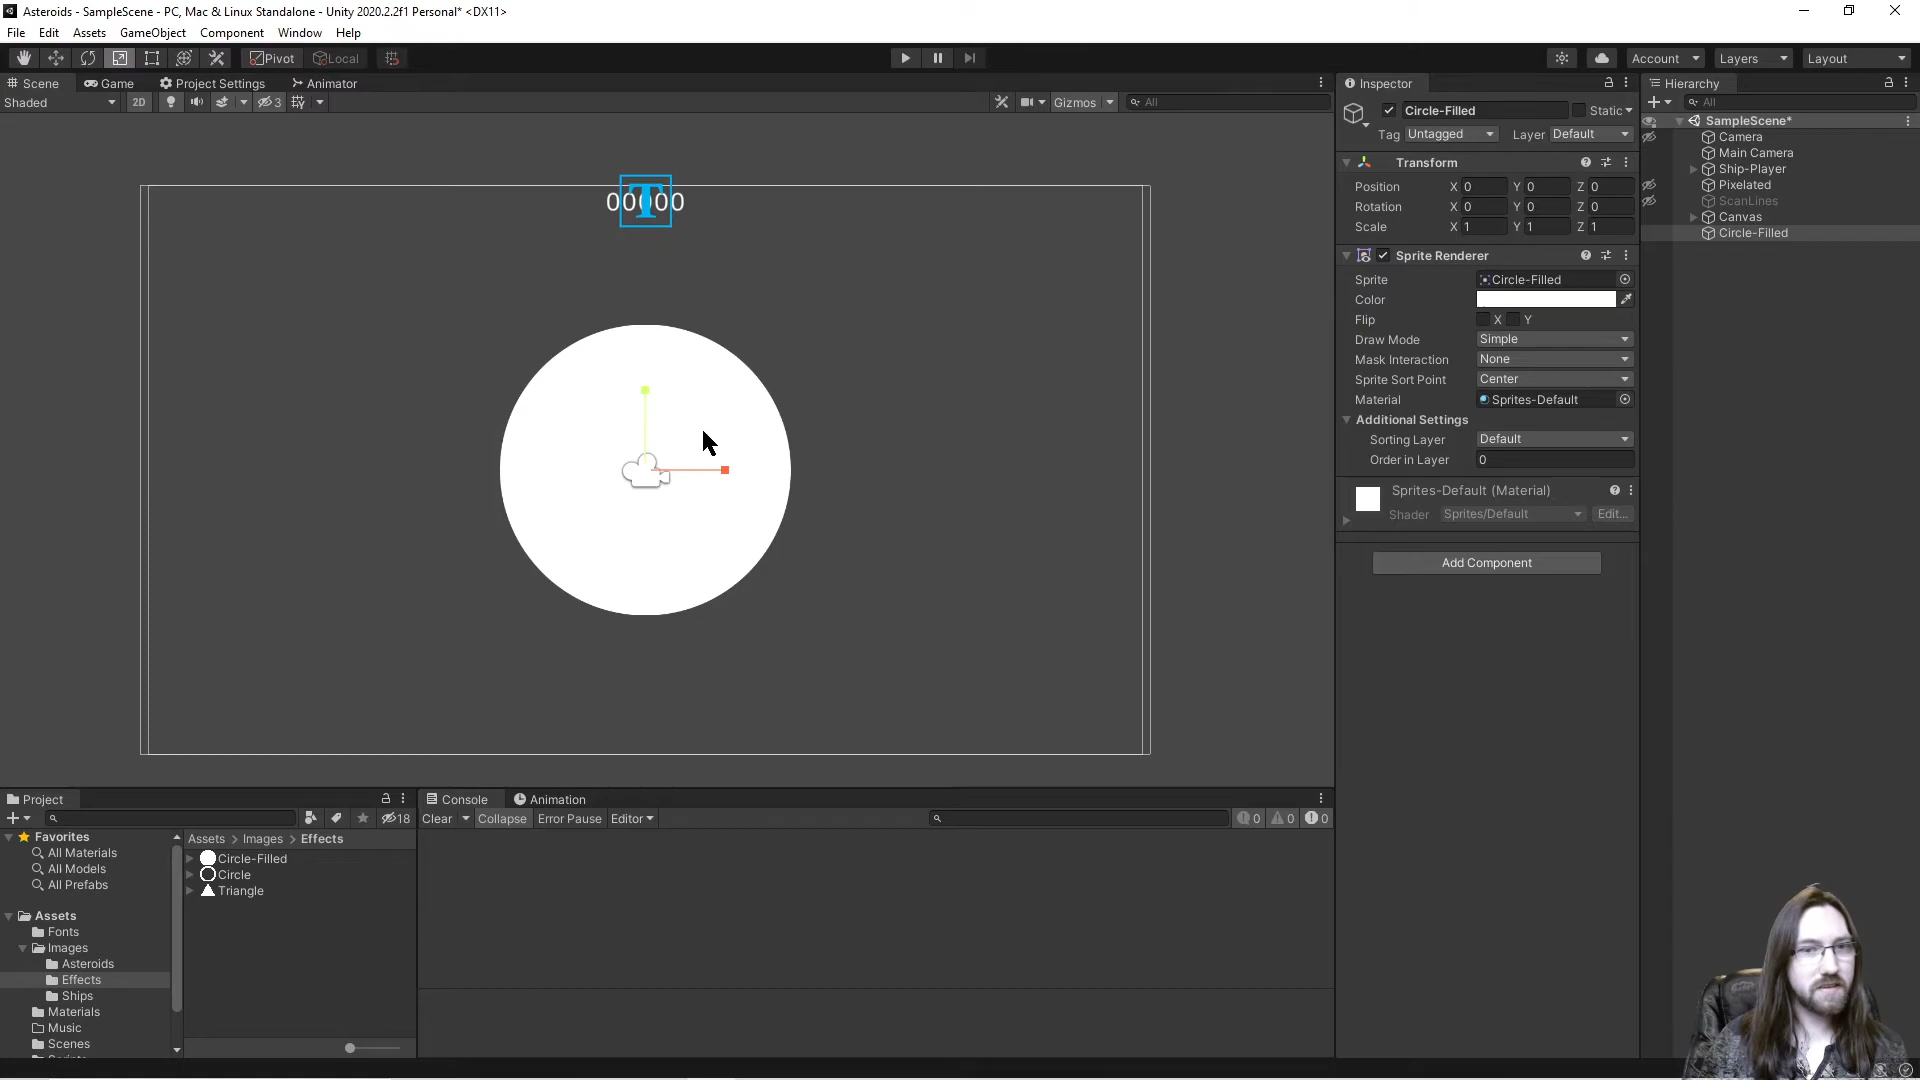 Asteroids - SampleScene - PC, Mac & Linux Standalone - Unity 2020.2.2f1 Personal* <DX11>
File Edit Assets GameObject Component Window Help
Pivot Local Account Layers Layout
Scene Game Project Settings Animator
Shaded 2D Gizmos All
00000
T
Inspector
Circle-Filled Static
Tag Untagged Layer Default
Transform
Position X 0 Y 0 Z 0
Rotation X 0 Y 0 Z 0
Scale X 1 Y 1 Z 1
Sprite Renderer
Sprite Circle-Filled
Color
Flip X Y
Draw Mode Simple
Mask Interaction None
Sprite Sort Point Center
Material Sprites-Default
Additional Settings
Sorting Layer Default
Order in Layer 0
Sprites-Default (Material)
Shader Sprites/Default Edit...
Add Component
Hierarchy
All
SampleScene*
Camera
Main Camera
Ship-Player
Pixelated
ScanLines
Canvas
Circle-Filled
Project
18
Favorites
All Materials
All Models
All Prefabs
Assets
Fonts
Images
Asteroids
Effects
Ships
Materials
Music
Scenes
Assets > Images > Effects
Circle-Filled
Circle
Triangle
Console Animation
Clear Collapse Error Pause Editor 0 0 0